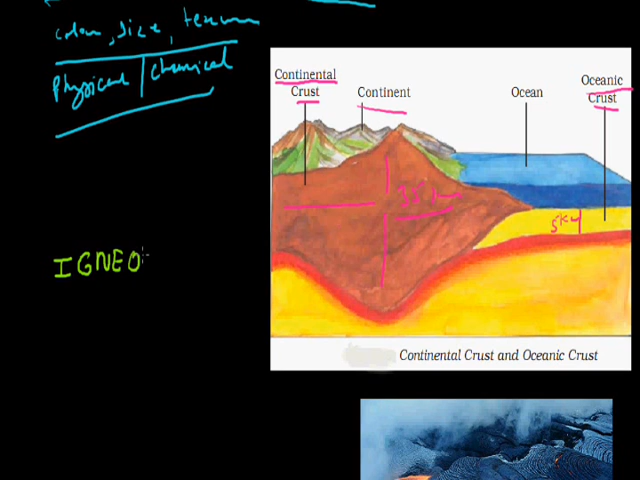 colour, size, texture
Physical | Chemical
Continental
Crust
Continent
Ocean
Oceanic
Crust
35 km
5 km
IGNEO
Continental Crust and Oceanic Crust